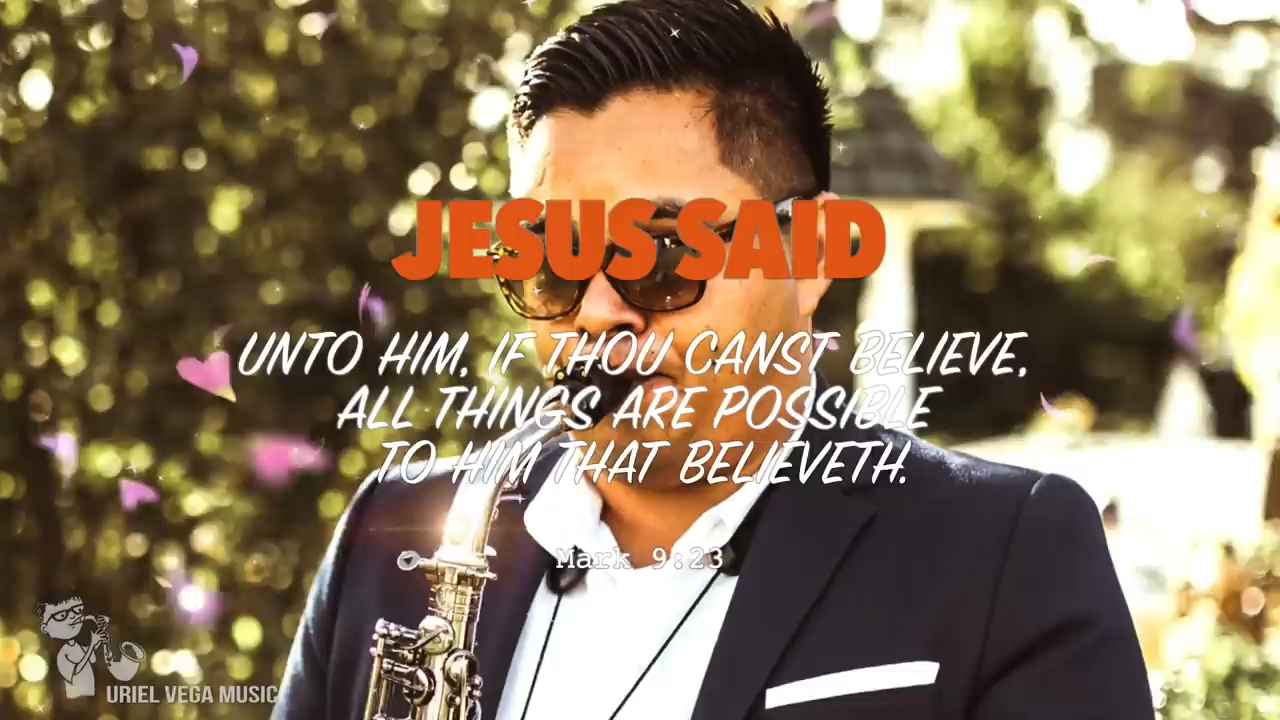 JESUS SAID
UNTO HIM, IF THOU CANST BELIEVE,
ALL THINGS ARE POSSIBLE
TO HIM THAT BELIEVETH.
Mark 9:23
URIEL VEGA MUSIC